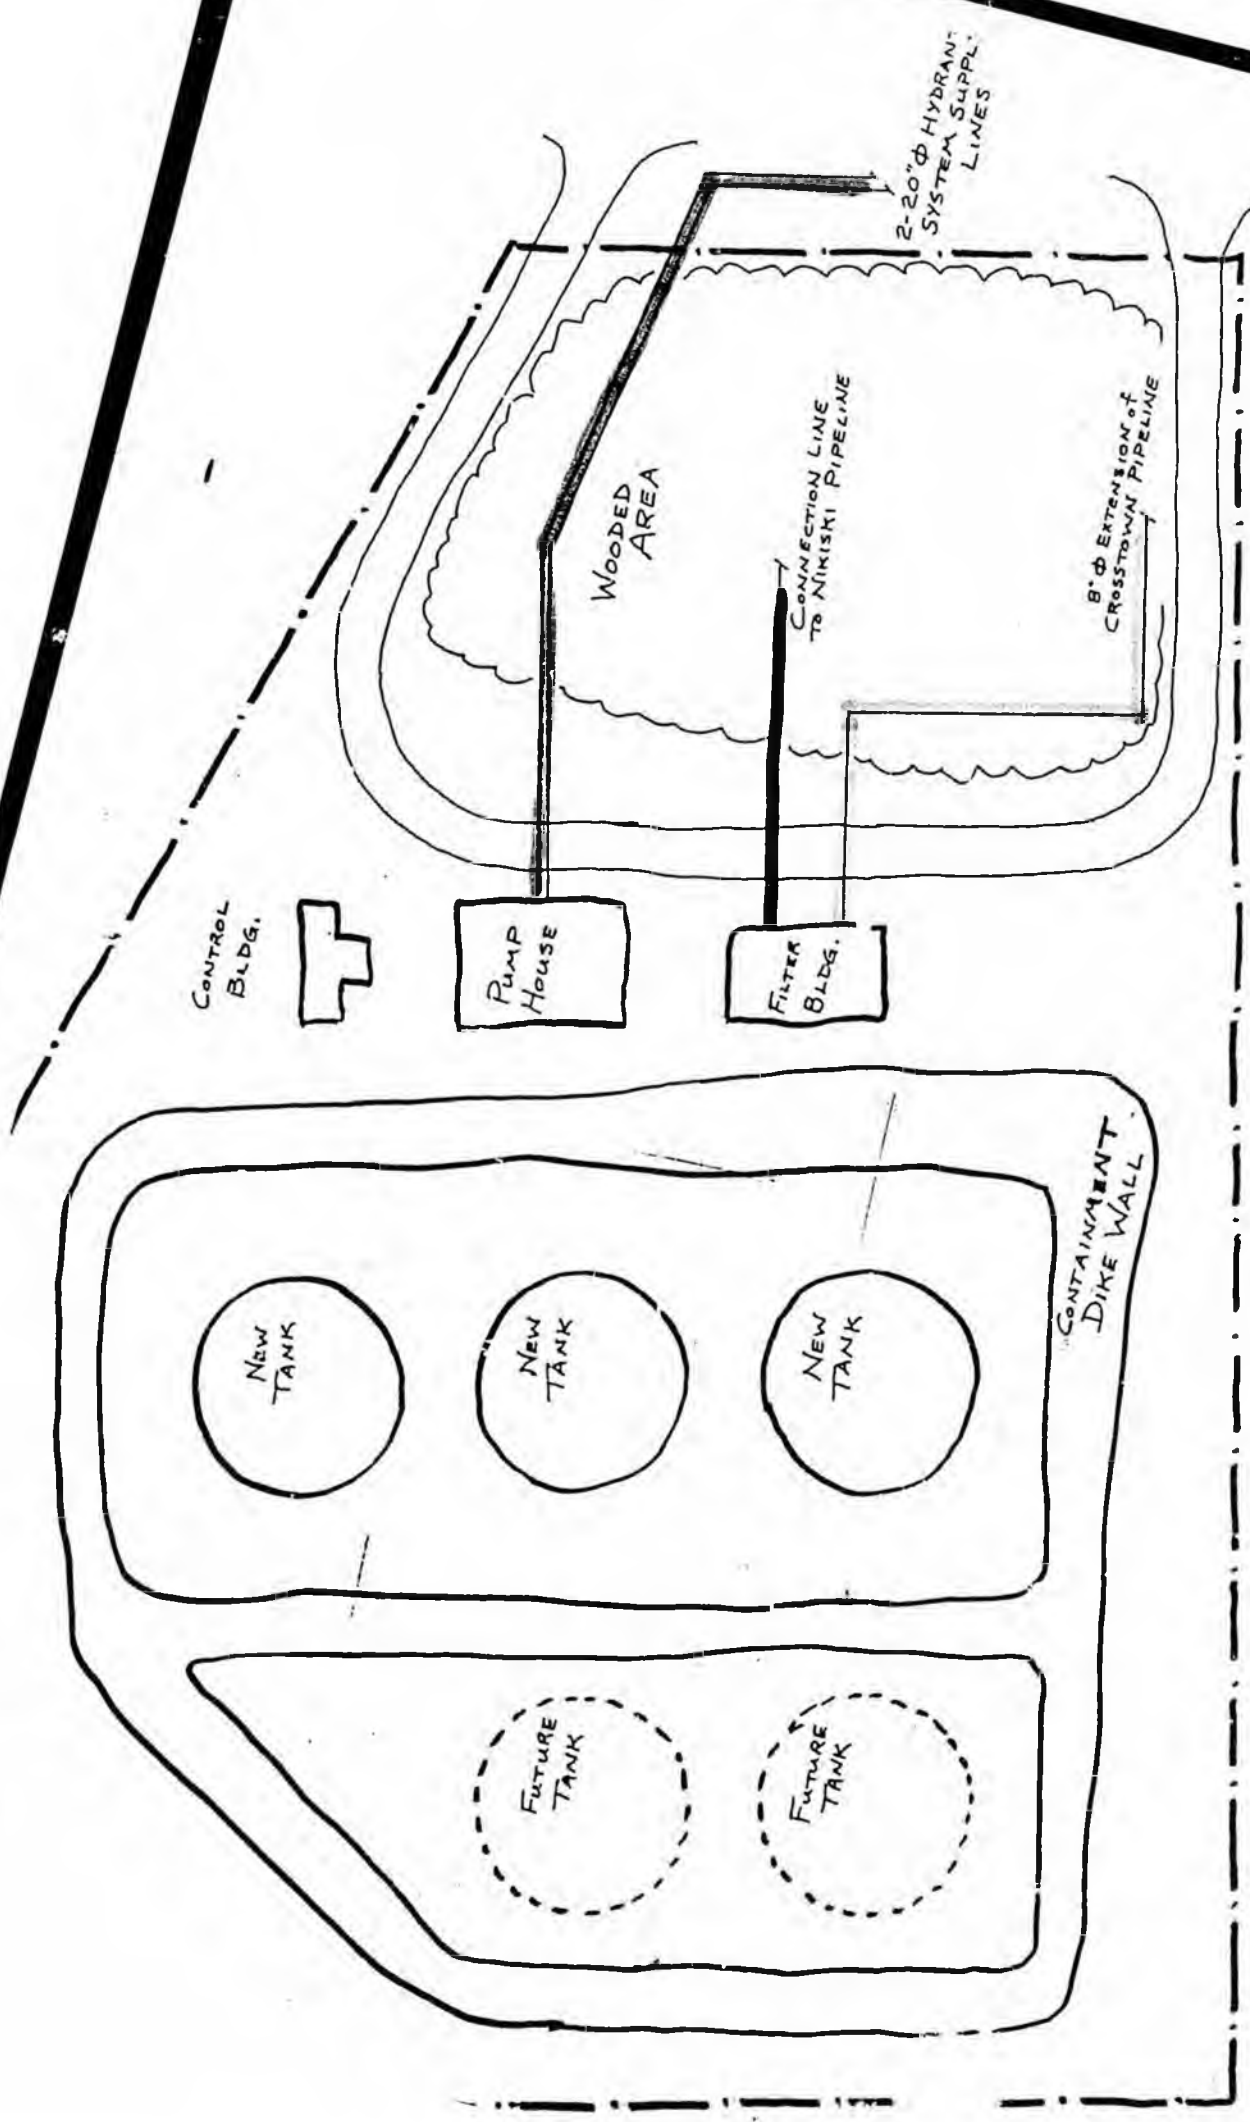 2-20" Φ HYDRANT
SYSTEM SUPPL
LINES
WOODED
AREA
CONNECTION LINE
TO NIKISKI PIPELINE
8" Φ EXTENSION of
CROSSTOWN PIPELINE
CONTROL
BLDG.
PUMP
HOUSE
FILTER
BLDG.
CONTAINMENT
DIKE WALL
NEW
TANK
NEW
TANK
NEW
TANK
FUTURE
TANK
FUTURE
TANK